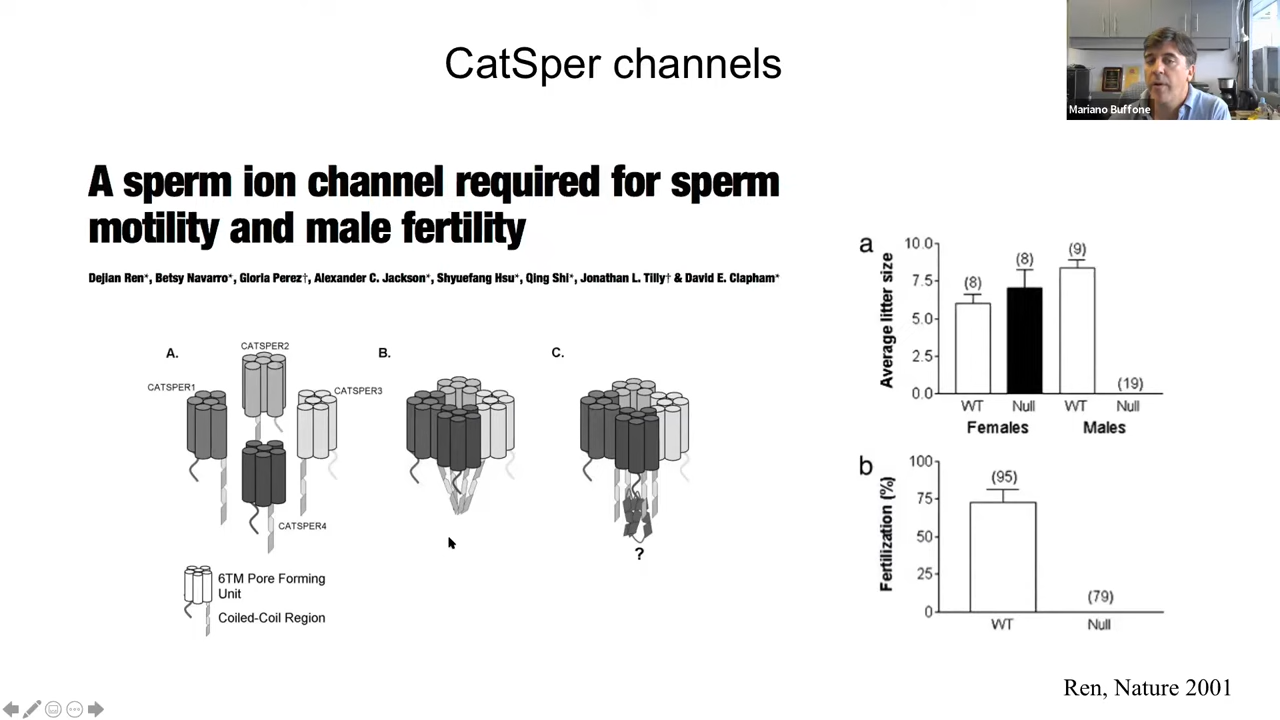 CatSper channels
Mariano Buffone
A sperm ion channel required for sperm
motility and male fertility
Dejian Ren*, Betsy Navarro*, Gloria Perez†, Alexander C. Jackson*, Shyuefang Hsu*, Qing Shi*, Jonathan L. Tilly† & David E. Clapham*
A.
CATSPER2
CATSPER1
CATSPER3
CATSPER4
6TM Pore Forming
Unit
Coiled-Coil Region
B.
C.
?
a
Average litter size
10.0
7.5
5.0
2.5
0.0
(8)
(8)
(9)
(19)
WT
Null
WT
Null
Females
Males
b
Fertilization (%)
100
75
50
25
0
(95)
(79)
WT
Null
Ren, Nature 2001